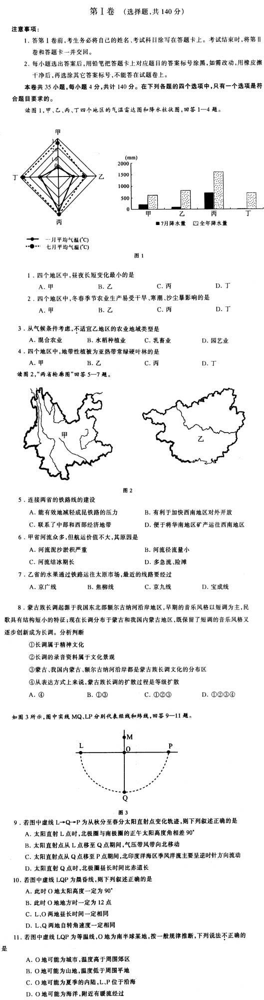 第Ⅰ卷 (选择题,共140分)
注意事项:
1. 答第Ⅰ卷前,考生务必将自己的姓名、考试科目涂写在答题卡上。考试结束时,将第Ⅱ
卷和答题卡一并交回。
2. 每小题选出答案后,用铅笔把答题卡上对应题目的答案标号涂黑,如需改动,用橡皮擦
干净后,再选涂其它答案标号,不能答在试题卷上。
本卷共35小题,每小题4分,共计140分。在下列各题的四个选项中,只有一个选项是符
合题目要求的。
读图1,甲、乙、丙、丁四个地区的气温雷达图和降水柱状图,回答1—4题。
甲
30
20
10
0
丁
乙
丙
(mm)
2000
1500
1000
500
0
甲 乙 丙 丁
■7月降水量 全年降水量
一月平均气温(℃)
七月平均气温(℃)
图1
1.四个地区中,昼夜长短变化最小的是
A. 甲 B. 乙 C. 丙 D. 丁
2.四个地区中,冬春季节农业生产易受干旱、寒潮、沙尘暴影响的是
A. 甲 B. 乙 C. 丙 D. 丁
3.从气候条件考虑,不适宜乙地区的农业地域类型是
A. 混合农业 B. 水稻种植业 C. 乳畜业 D. 园艺业
4.四个地区中,地带性植被为亚热带常绿硬叶林的是
A. 甲 B. 乙 C. 丙 D. 丁
读图2,“两省轮廓图”回答5—7题。
甲
乙
图2
5.连接两省的铁路线的建设
A. 能有效地减轻成昆铁路的压力 B. 有利于加快西南地区对外开放
C. 联系了中部和西部经济地带 D. 便于将华南地区矿产运往西南地区
6.甲省河流众多,但航运价值不大,其原因是
A. 河流泥沙淤积严重 B. 河流径流量小
C. 河流结冰期长 D. 多急流、险滩
7.乙省的水果通过铁路运往太原市场,最近的线路要经过
A. 京广线 B. 焦柳线 C. 京九线 D. 宝成线
8.蒙古族长调起源于我国东北部额尔古纳河沿岸地区,早期的音乐风格以短调为主,民
歌具有结构短小的特征;现在长调分布于蒙古和我国内蒙古地区,既保留了短调的音乐风格又
逐步创新成为长调。分析判断
①长调属于精神文化
②长调的录音资料属于文化景观
③蒙古、我国内蒙古、额尔古纳河沿岸都是蒙古族长调文化的分布区
④从表达方式上来说,蒙古族长调的扩散过程是等级扩散
A. ④ B. ①③ C. ①②③ D. ①②③④
如图3所示,图中实线MQ、LP分别代表经线和纬线,回答9—11题。
M
L O P
Q
图3
9.若图中虚线L→Q→P为从秋分至春分太阳直射点变化轨迹,则下列叙述正确的是
A. 太阳直射L点时,北极圈与南极圈的正午太阳高度角相差90°
B. 太阳直射点从L点移至Q点期间,气压带风带向北移动
C. 太阳直射点从Q点移至P点期间,北印度洋海区季风洋流主要呈逆时针方向流动
D. 太阳直射Q点时,北极圈昼长时间比赤道长
10.若图中虚线LQP为晨昏线,则下列叙述正确的是
A. 此时O地太阳高度一定为90°
B. 此时O地地方时一定为12点
C. L、O两地昼长时间一定相同
D. L、Q两地自转角速度一定相同
11.若图中虚线LQP为等温线,O地为南半球某地,按一般规律推断,下列说法不正确的
是
A. O地可能为城市,温度高于周围郊区
B. O地可能为山地,温度低于周围平地
C. O地可能为夏季的内陆,L、P位于沿海
D. O地可能为海洋,附近有暖流经过